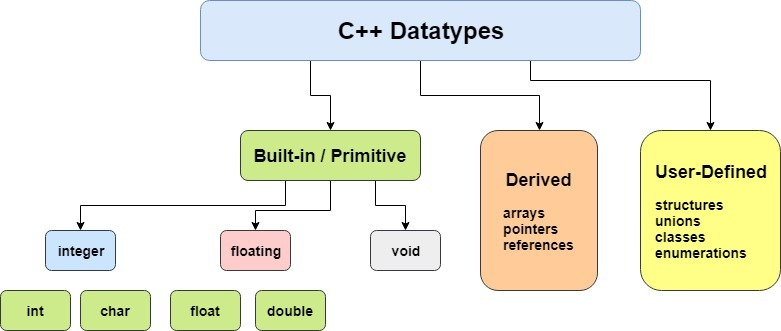 C++ Datatypes
Built-in / Primitive
Derived
arrays
pointers
references
User-Defined
structures
unions
classes
enumerations
integer
floating
void
int
char
float
double